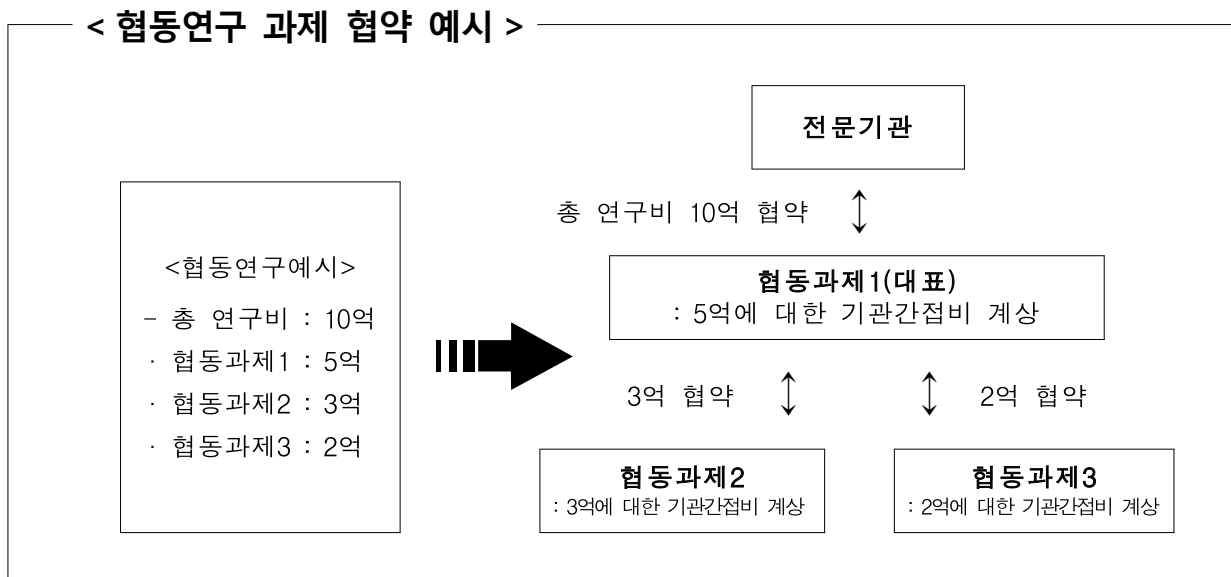 < 협동연구 과제 협약 예시 >
전문기관
총 연구비 10억 협약
<협동연구예시>
- 총 연구비 : 10억
· 협동과제1 : 5억
· 협동과제2 : 3억
· 협동과제3 : 2억
협동과제1(대표)
: 5억에 대한 기관간접비 계상
3억 협약
2억 협약
협동과제2
: 3억에 대한 기관간접비 계상
협동과제3
: 2억에 대한 기관간접비 계상